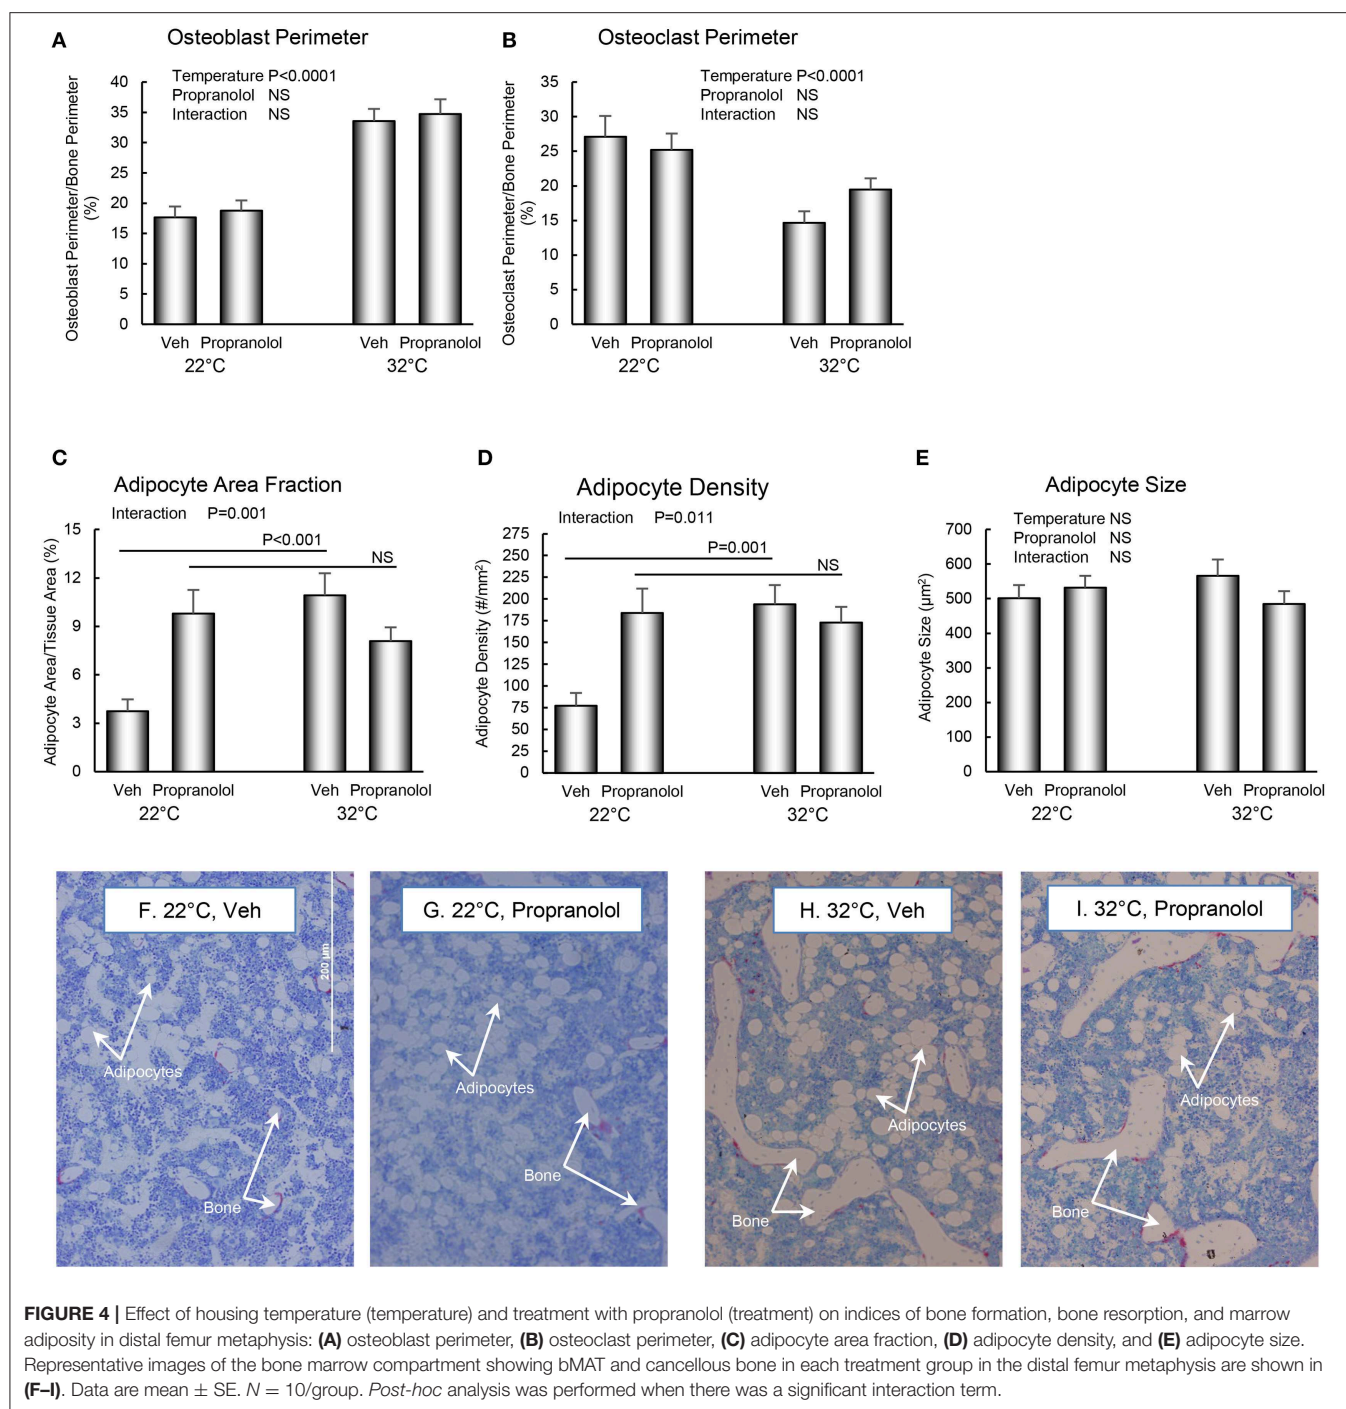 A
Osteoblast Perimeter
Temperature P<0.0001
Propranolol NS
Interaction NS
Osteoblast Perimeter/Bone Perimeter
(%)
40
35
30
25
20
15
10
5
0
Veh Propranolol
Veh Propranolol
22°C
32°C
B
Osteoclast Perimeter
Temperature P<0.0001
Propranolol NS
Interaction NS
Osteoclast Perimeter/Bone Perimeter
(%)
35
30
25
20
15
10
5
0
Veh Propranolol
Veh Propranolol
22°C
32°C
C
Adipocyte Area Fraction
Interaction P=0.001
P<0.001
NS
Adipocyte Area/Tissue Area (%)
15
12
9
6
3
0
Veh Propranolol
Veh Propranolol
22°C
32°C
D
Adipocyte Density
Interaction P=0.011
P=0.001
NS
Adipocyte Density (#/mm²)
275
250
225
200
175
150
125
100
75
50
25
0
Veh Propranolol
Veh Propranolol
22°C
32°C
E
Adipocyte Size
Temperature NS
Propranolol NS
Interaction NS
Adipocyte Size (µm²)
700
600
500
400
300
200
100
0
Veh Propranolol
Veh Propranolol
22°C
32°C
F. 22°C, Veh
200 µm
Adipocytes
Bone
G. 22°C, Propranolol
Adipocytes
Bone
H. 32°C, Veh
Adipocytes
Bone
I. 32°C, Propranolol
Adipocytes
Bone
FIGURE 4 | Effect of housing temperature (temperature) and treatment with propranolol (treatment) on indices of bone formation, bone resorption, and marrow
adiposity in distal femur metaphysis: (A) osteoblast perimeter, (B) osteoclast perimeter, (C) adipocyte area fraction, (D) adipocyte density, and (E) adipocyte size.
Representative images of the bone marrow compartment showing bMAT and cancellous bone in each treatment group in the distal femur metaphysis are shown in
(F–I). Data are mean ± SE. N = 10/group. Post-hoc analysis was performed when there was a significant interaction term.